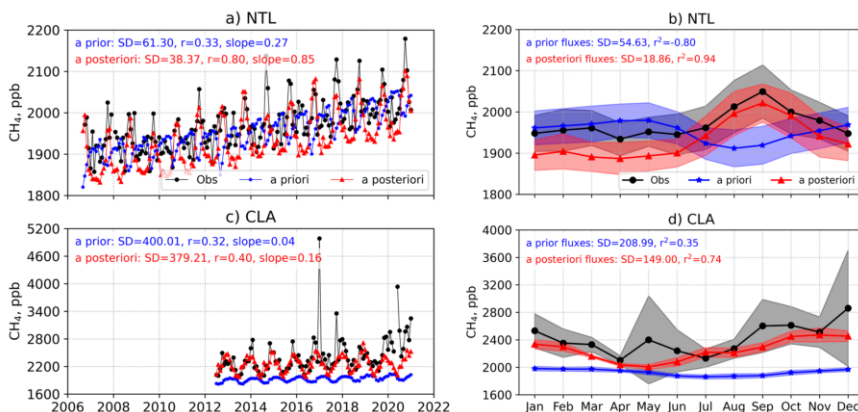 a) NTL
2200
2100
2000
1900
1800
CH4, ppb
a prior: SD=61.30, r=0.33, slope=0.27
a posteriori: SD=38.37, r=0.80, slope=0.85
Obs
a priori
a posteriori
b) NTL
2200
2100
2000
1900
1800
CH4, ppb
a prior fluxes: SD=54.63, r2=-0.80
a posteriori fluxes: SD=18.86, r2=0.94
Obs
a priori
a posteriori
c) CLA
5200
4400
3600
2800
2200
1600
CH4, ppb
a prior: SD=400.01, r=0.32, slope=0.04
a posteriori: SD=379.21, r=0.40, slope=0.16
2006 2008 2010 2012 2014 2016 2018 2020 2022
d) CLA
4000
3200
2800
2400
2000
1600
CH4, ppb
a prior fluxes: SD=208.99, r2=0.35
a posteriori fluxes: SD=149.00, r2=0.74
Jan Feb Mar Apr May Jun Jul Aug Sep Oct Nov Dec